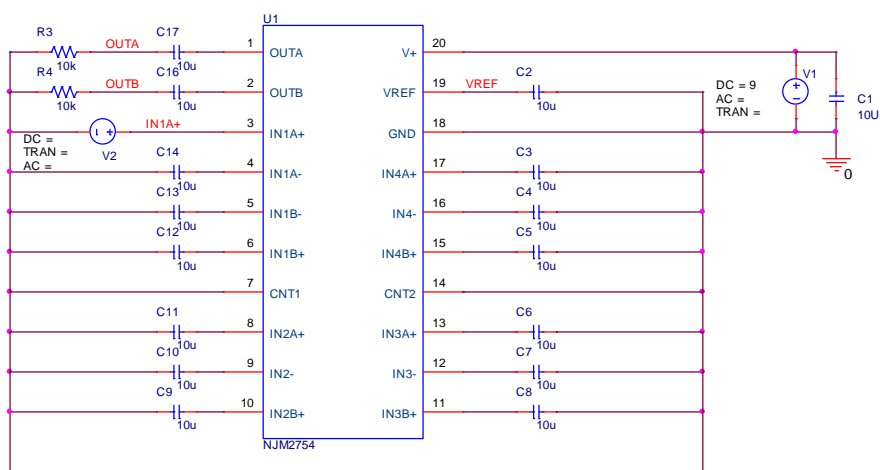 U1
R3
OUTA
C17
1
OUTA
V+
20
10k
10u
R4
OUTB
C16
2
OUTB
VREF
19
VREF
C2
10k
10u
10u
DC = 9
AC =
TRAN =
V1
C1
10U
IN1A+
3
IN1A+
GND
18
DC =
TRAN =
AC =
V2
0
C14
4
IN1A-
IN4A+
17
C3
10u
10u
C13
5
IN1B-
IN4-
16
C4
10u
10u
C12
6
IN1B+
IN4B+
15
C5
10u
10u
7
CNT1
CNT2
14
C11
8
IN2A+
IN3A+
13
C6
10u
10u
C10
9
IN2-
IN3-
12
C7
10u
10u
C9
10
IN2B+
IN3B+
11
C8
10u
10u
NJM2754